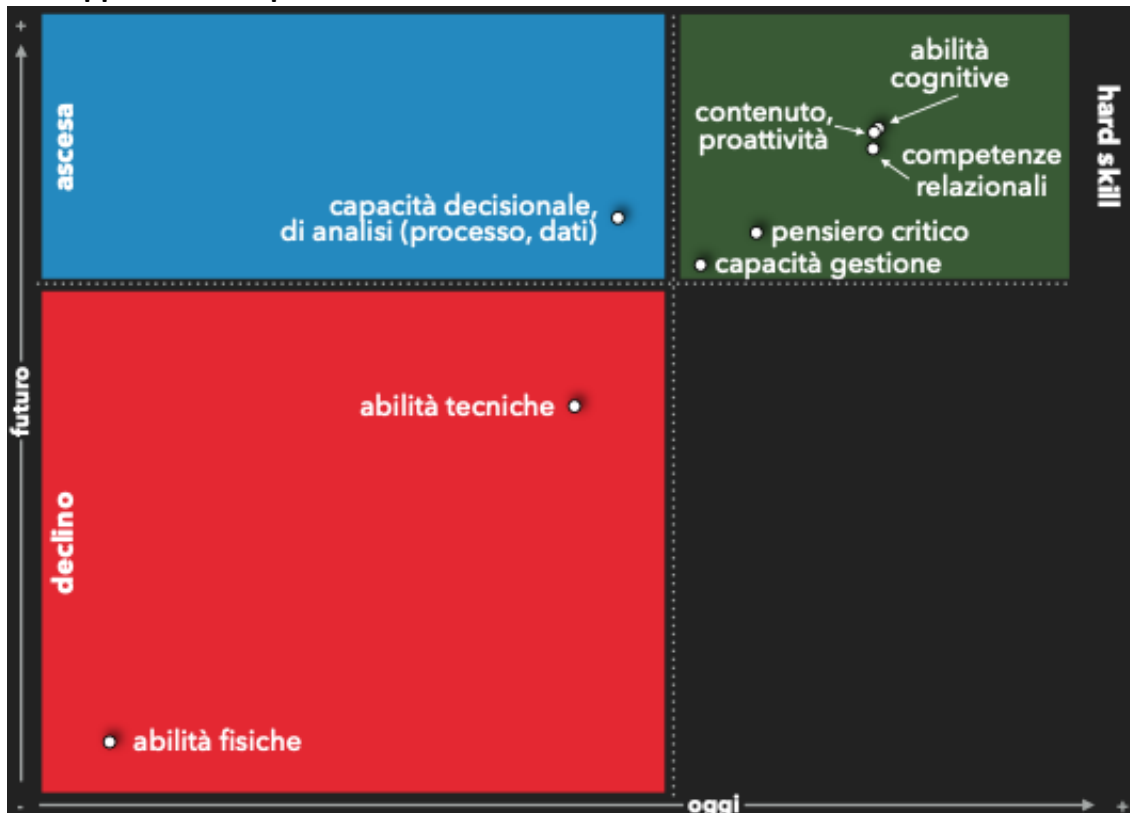 +
abilità
cognitive
contenuto,
proattività
competenze
relazionali
hard skill
ascesa
capacità decisionale,
di analisi (processo, dati)
pensiero critico
capacità gestione
futuro
abilità tecniche
declino
abilità fisiche
-
oggi
+